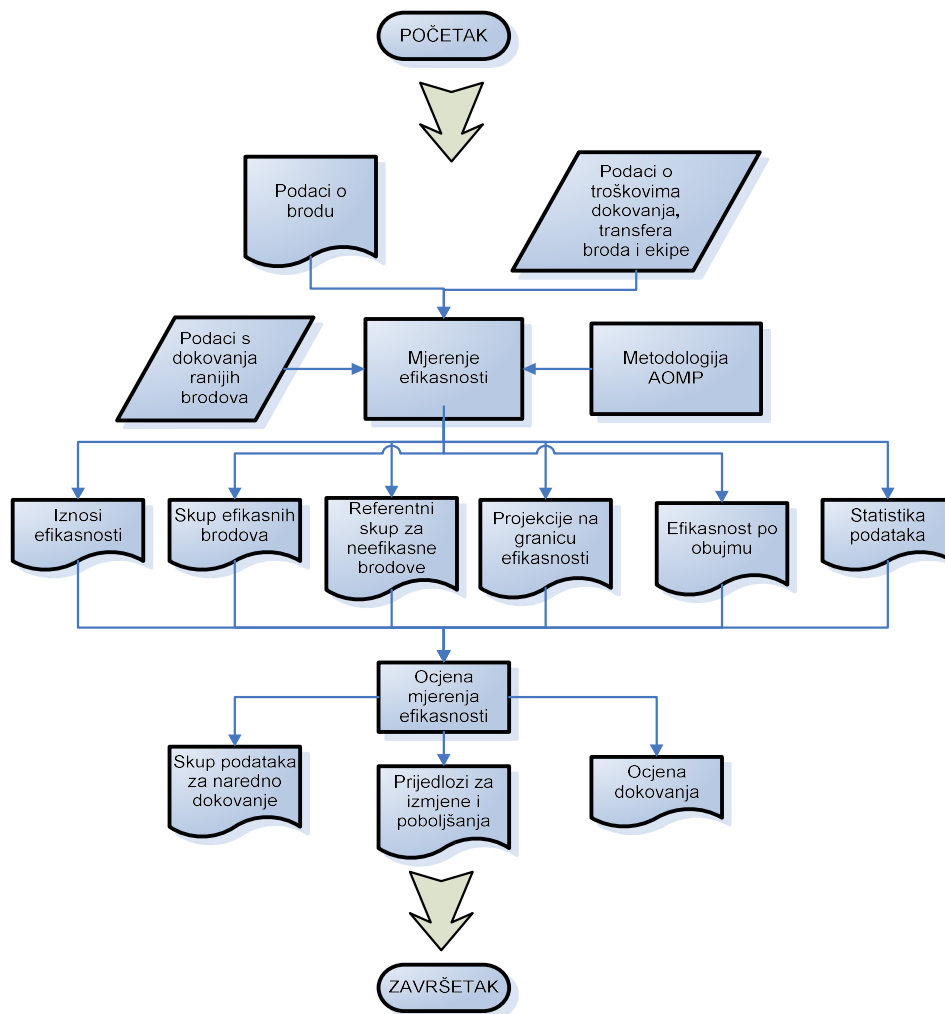 POČETAK
Podaci o
brodu
Podaci o
troškovima
dokovanja,
transfera
broda i ekipe
Podaci s
dokovanja
ranijih
brodova
Mjerenje
efikasnosti
Metodologija
AOMP
Iznosi
efikasnosti
Skup efikasnih
brodova
Referentni
skup za
neefikasne
brodove
Projekcije na
granicu
efikasnosti
Efikasnost po
obujmu
Statistika
podataka
Ocjena
mjerenja
efikasnosti
Skup podataka
za naredno
dokovanje
Prijedlozi za
izmjene i
poboljšanja
Ocjena
dokovanja
ZAVRŠETAK